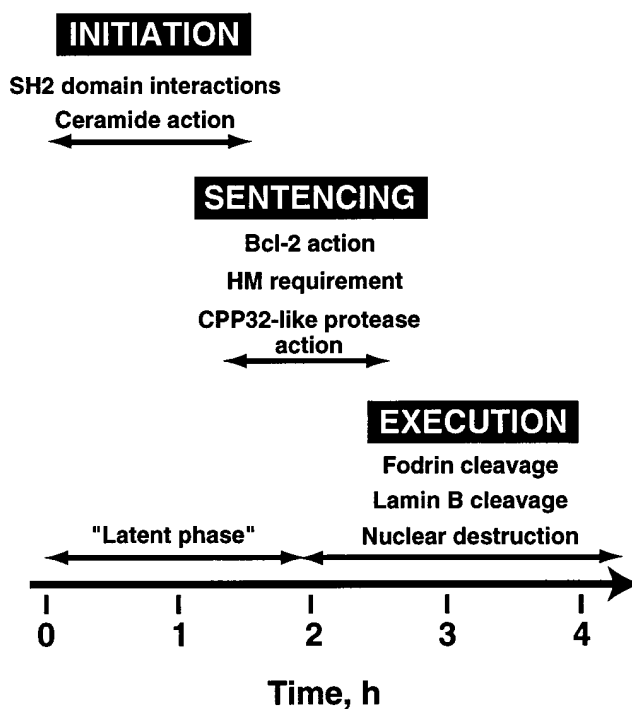 INITIATION
SH2 domain interactions
Ceramide action
SENTENCING
Bcl-2 action
HM requirement
CPP32-like protease
action
EXECUTION
Fodrin cleavage
Lamin B cleavage
"Latent phase"
Nuclear destruction
0 1 2 3 4
Time, h